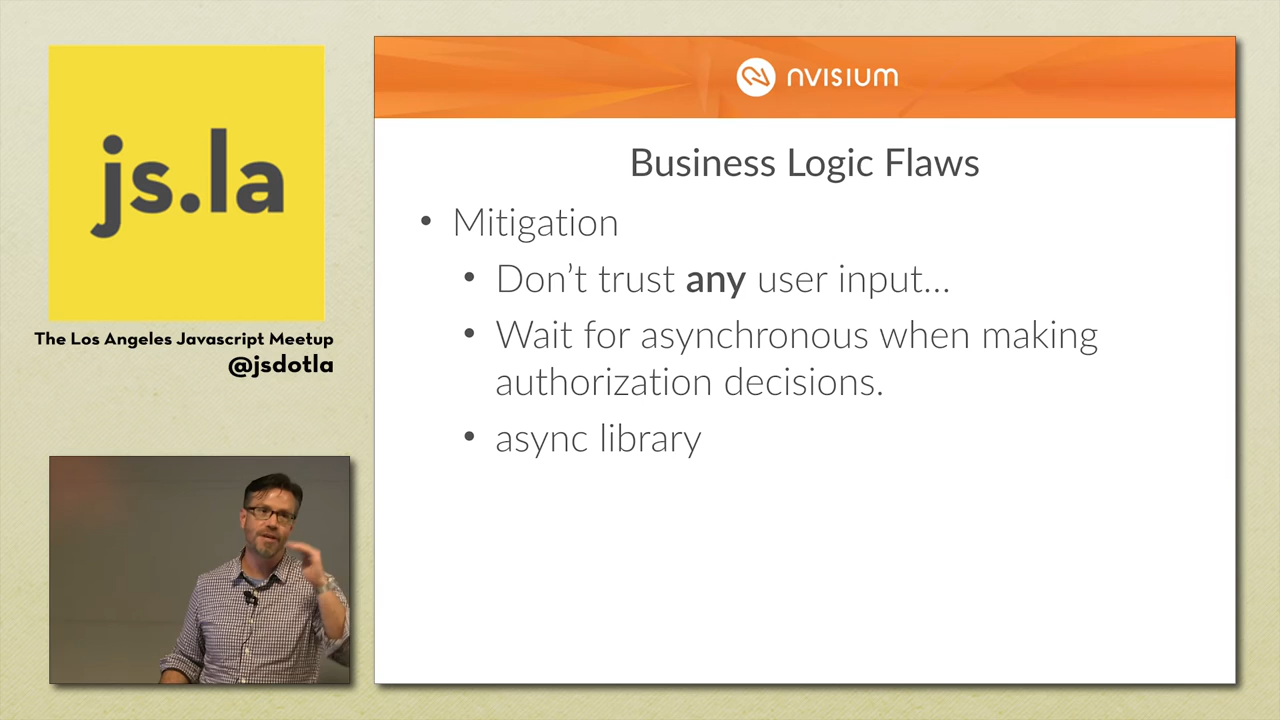 js.la
The Los Angeles Javascript Meetup
@jsdotla
nVISIUM
Business Logic Flaws
• Mitigation
• Don’t trust any user input...
• Wait for asynchronous when making
authorization decisions.
• async library